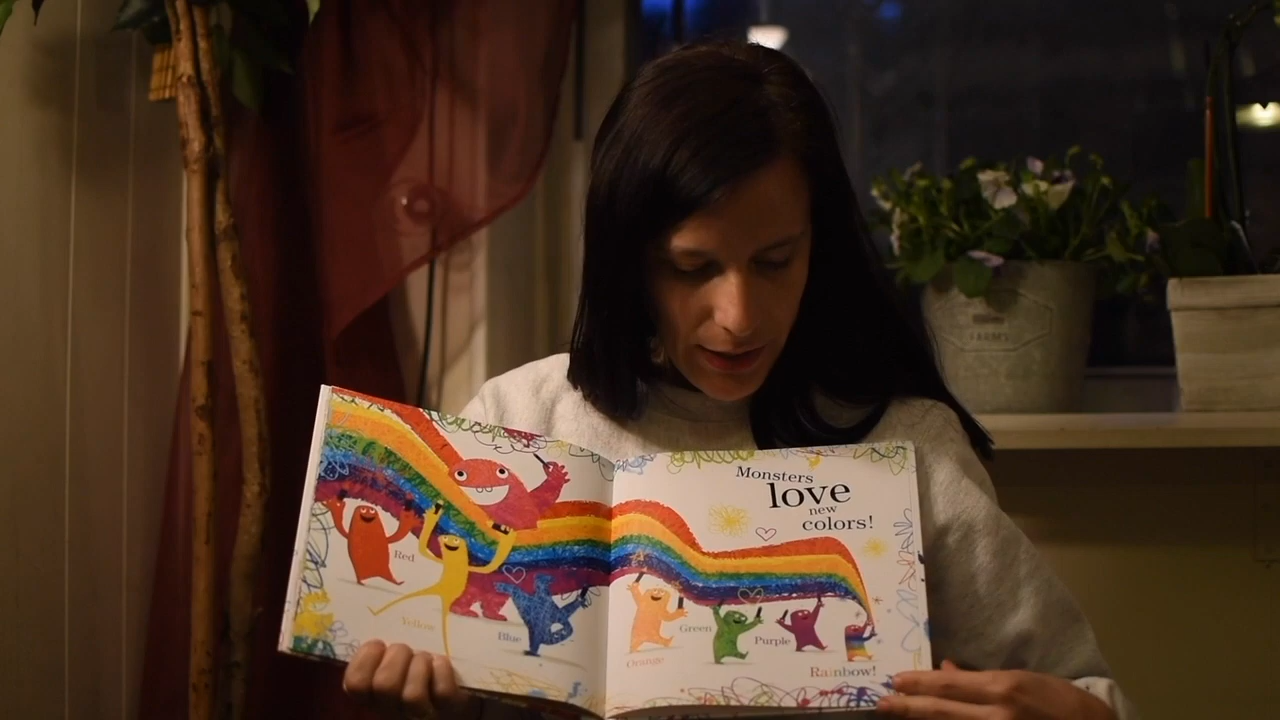 Red
Yellow
Blue
Monsters
love
new
colors!
Orange
Green
Purple
Rainbow!